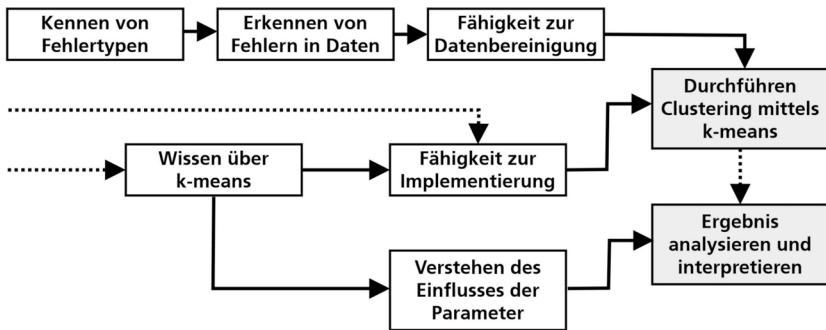 Kennen von
Fehlertypen
Erkennen von
Fehlern in Daten
Fähigkeit zur
Datenbereinigung
Durchführen
Clustering mittels
k-means
Wissen über
k-means
Fähigkeit zur
Implementierung
Ergebnis
analysieren und
interpretieren
Verstehen des
Einflusses der
Parameter